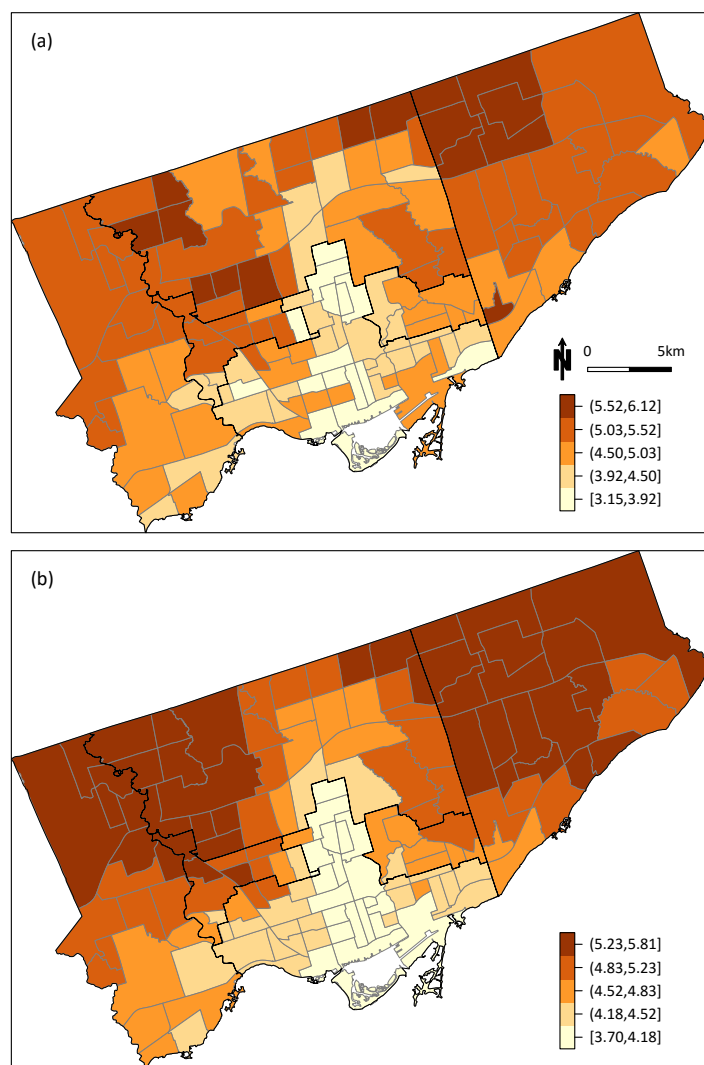 (a)
N
0 5km
(5.52,6.12]
(5.03,5.52]
(4.50,5.03]
(3.92,4.50]
[3.15,3.92]
(b)
(5.23,5.81]
(4.83,5.23]
(4.52,4.83]
(4.18,4.52]
[3.70,4.18]